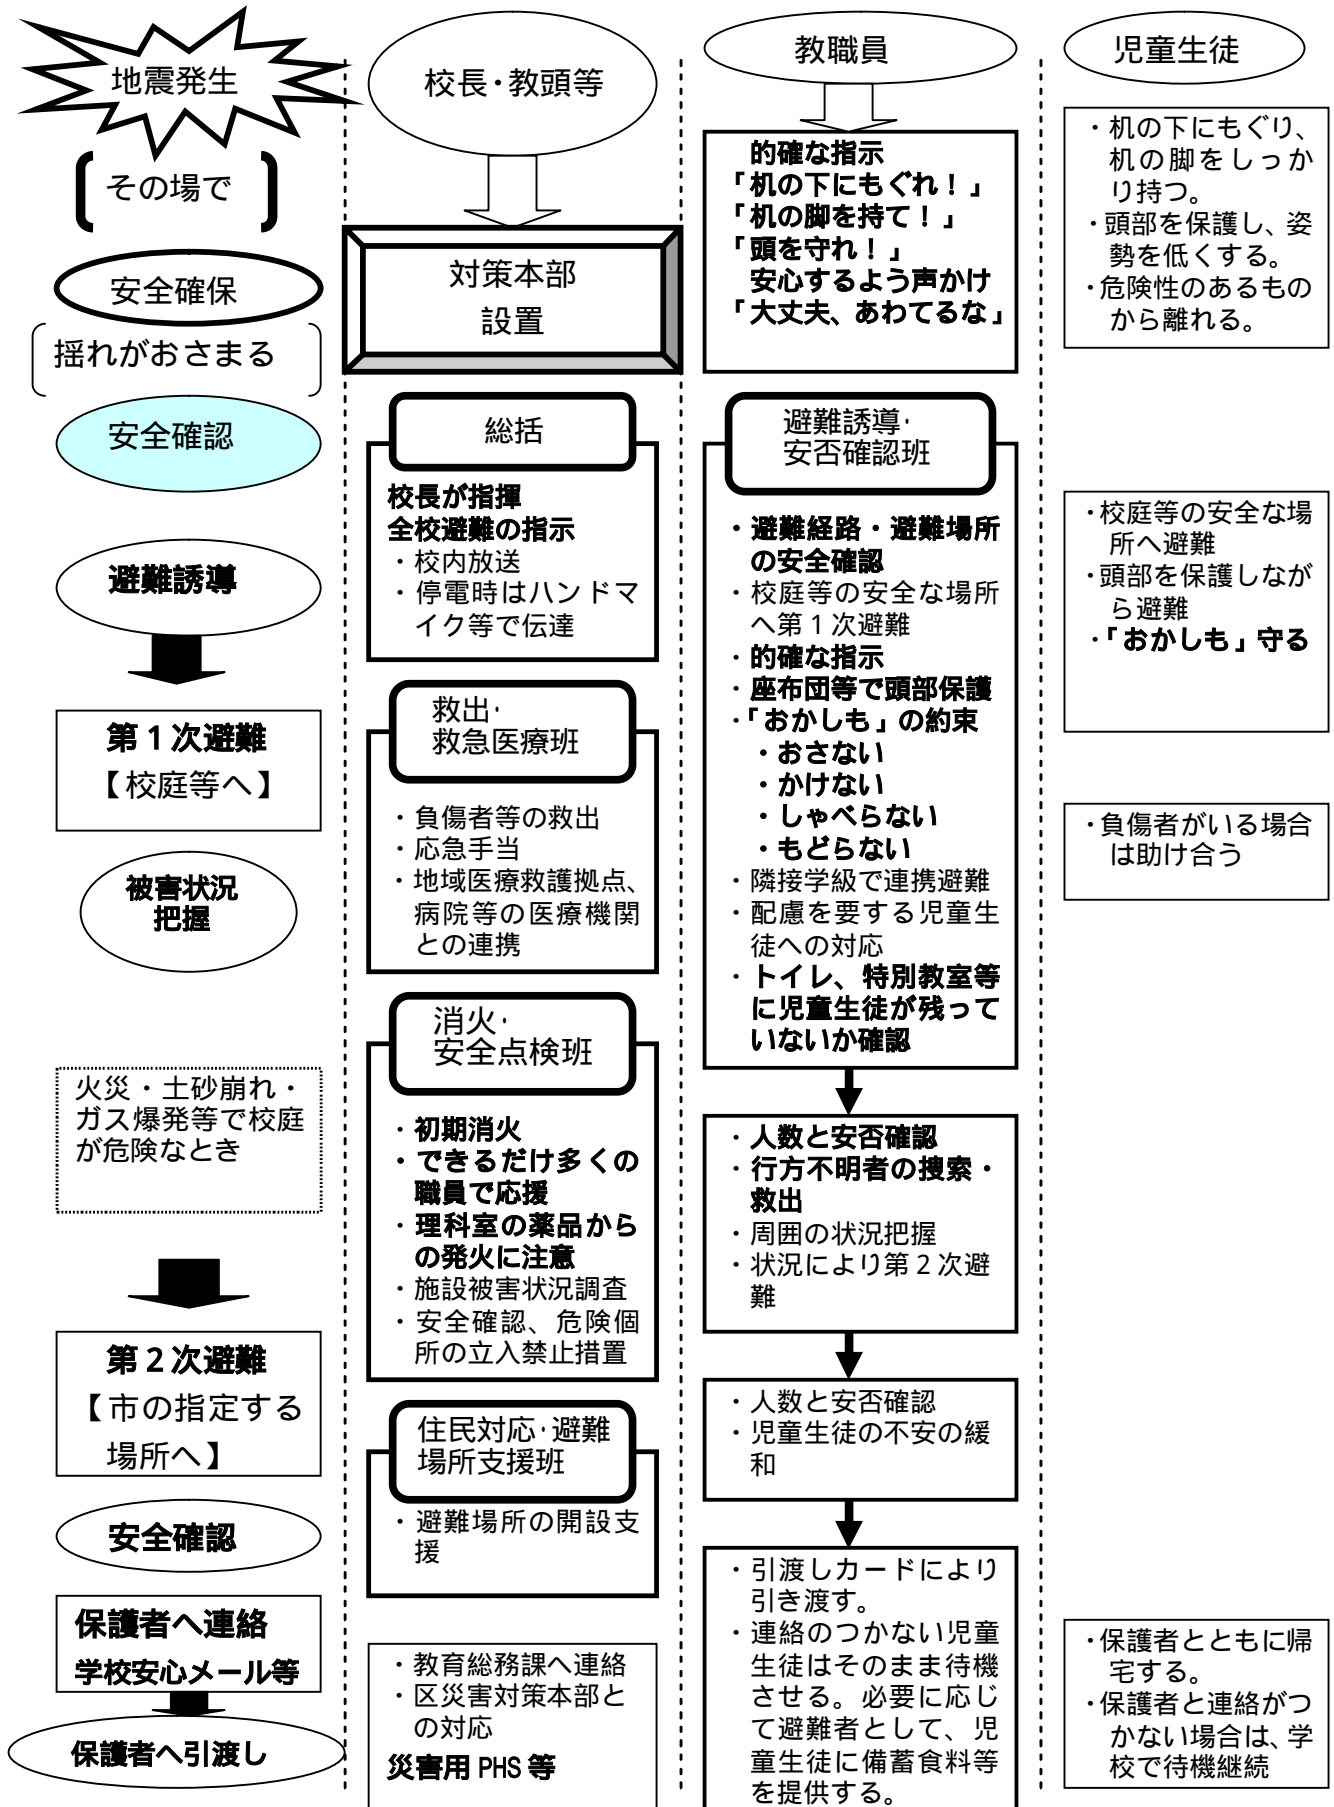 地震発生
その場で
安全確保
揺れがおさまる
安全確認
避難誘導
第1次避難
【校庭等へ】
被害状況
把握
火災・土砂崩れ・
ガス爆発等で校庭
が危険なとき
第2次避難
【市の指定する
場所へ】
安全確認
保護者へ連絡
学校安心メール等
保護者へ引渡し
校長・教頭等
対策本部
設置
総括
校長が指揮
全校避難の指示
・校内放送
・停電時はハンドマ
イク等で伝達
救出・
救急医療班
・負傷者等の救出
・応急手当
・地域医療救護拠点、
病院等の医療機関
との連携
消火・
安全点検班
・初期消火
・できるだけ多くの
職員で応援
・理科室の薬品から
の発火に注意
・施設被害状況調査
・安全確認、危険個
所の立入禁止措置
住民対応・避難
場所支援班
・避難場所の開設支
援
・教育総務課へ連絡
・区災害対策本部と
の対応
災害用 PHS 等
教職員
的確な指示
「机の下にもぐれ！」
「机の脚を持て！」
「頭を守れ！」
安心するよう声かけ
「大丈夫、あわてるな」
避難誘導・
安否確認班
・避難経路・避難場所
の安全確認
・校庭等の安全な場所
へ第1次避難
・的確な指示
・座布団等で頭部保護
・「おかしも」の約束
・おさない
・かけない
・しゃべらない
・もどらない
・隣接学級で連携避難
・配慮を要する児童生
徒への対応
・トイレ、特別教室等
に児童生徒が残って
いないか確認
・人数と安否確認
・行方不明者の捜索・
救出
・周囲の状況把握
・状況により第2次避
難
・人数と安否確認
・児童生徒の不安の緩
和
・引渡しカードにより
引き渡す。
・連絡のつかない児童
生徒はそのまま待機
させる。必要に応じ
て避難者として、児
童生徒に備蓄食料等
を提供する。
児童生徒
・机の下にもぐり、
机の脚をしっか
り持つ。
・頭部を保護し、姿
勢を低くする。
・危険性のあるもの
から離れる。
・校庭等の安全な場
所へ避難
・頭部を保護しなが
ら避難
・「おかしも」守る
・負傷者がいる場合
は助け合う
・保護者とともに帰
宅する。
・保護者と連絡がつ
かない場合は、学
校で待機継続